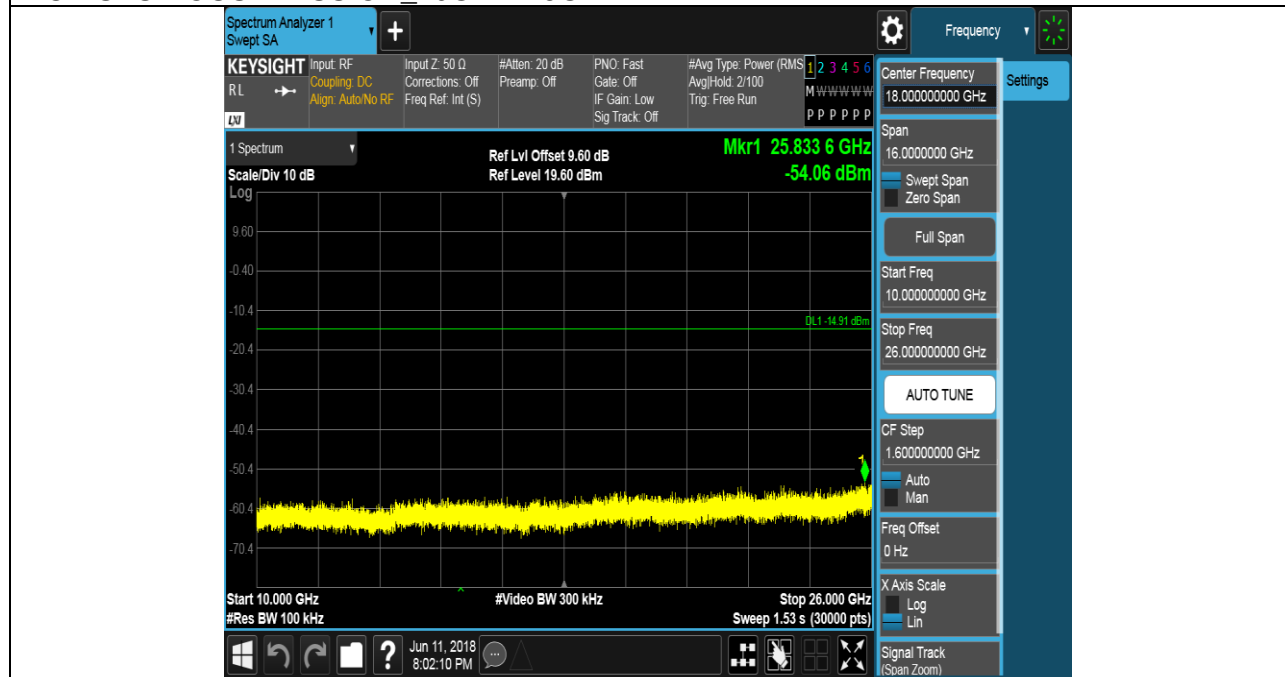 Spectrum Analyzer 1
Swept SA
+
Frequency
KEYSIGHT
RL
LXI
Input: RF
Coupling: DC
Align: Auto/No RF
Input Z: 50 Ω
Corrections: Off
Freq Ref: Int (S)
#Atten: 20 dB
Preamp: Off
PNO: Fast
Gate: Off
IF Gain: Low
Sig Track: Off
#Avg Type: Power (RMS
Avg|Hold: 2/100
Trig: Free Run
1 2 3 4 5 6
M W W W W W
P P P P P P
Center Frequency
18.000000000 GHz
Settings
1 Spectrum
Scale/Div 10 dB
Ref Lvl Offset 9.60 dB
Ref Level 19.60 dBm
Mkr1 25.833 6 GHz
-54.06 dBm
Span
16.0000000 GHz
Swept Span
Zero Span
Full Span
Start Freq
10.000000000 GHz
Stop Freq
26.000000000 GHz
AUTO TUNE
CF Step
1.600000000 GHz
Auto
Man
Freq Offset
0 Hz
X Axis Scale
Log
Lin
Signal Track
(Span Zoom)
Log
9.60
-0.40
-10.4
DL1 -14.91 dBm
-20.4
-30.4
-40.4
-50.4
1
-60.4
-70.4
Start 10.000 GHz
#Video BW 300 kHz
Stop 26.000 GHz
#Res BW 100 kHz
Sweep 1.53 s (30000 pts)
?
Jun 11, 2018
8:02:10 PM